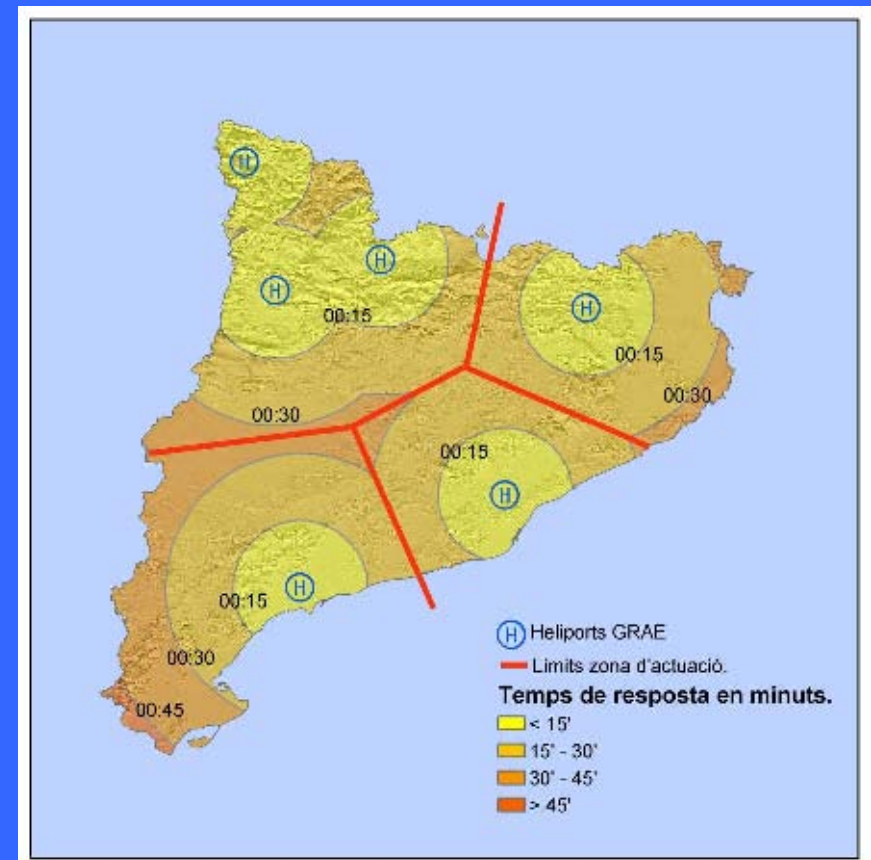 H
H
H
H
00:15
00:15
00:30
00:30
00:15
H
H
00:15
00:30
00:45
H Heliports GRAE
Limits zona d'actuació.
Temps de resposta en minuts.
< 15'
15' - 30'
30' - 45'
> 45'